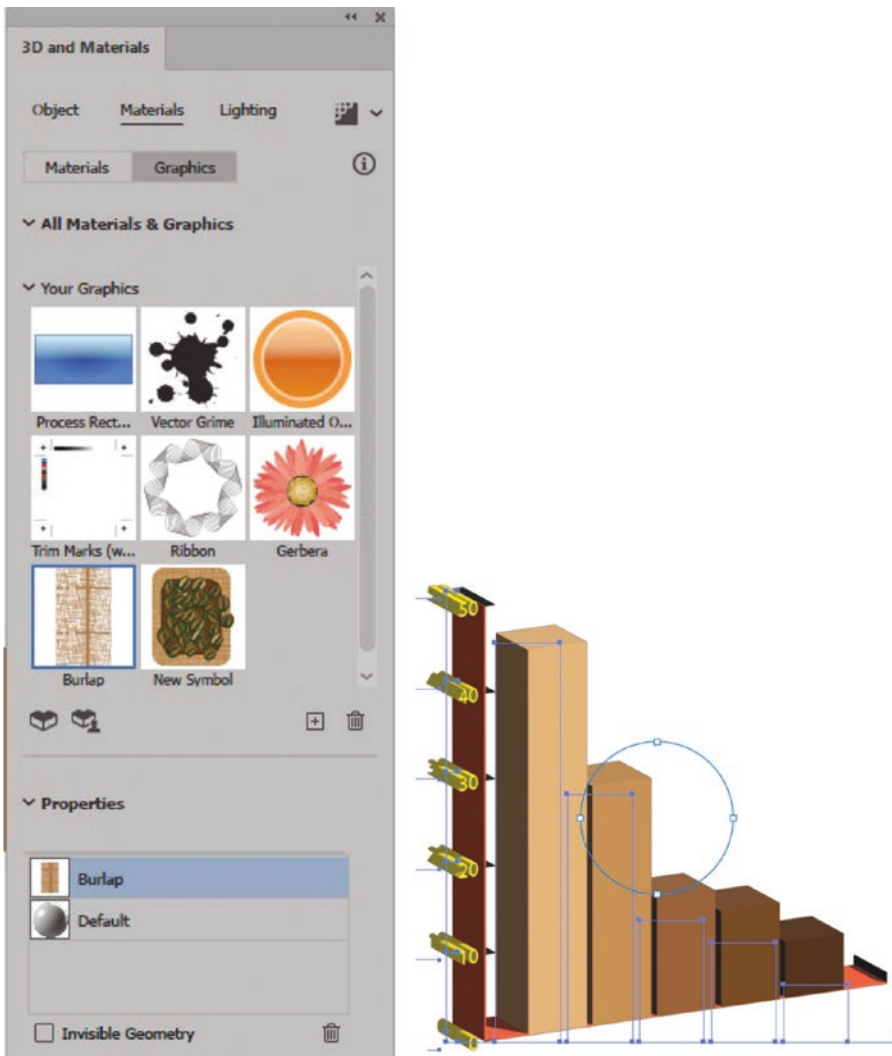 3D and Materials
Object Materials Lighting
Materials Graphics
All Materials & Graphics
Your Graphics
Process Rect... Vector Grime Illuminated O...
Trim Marks (w... Ribbon Gerbera
Burlap New Symbol
Properties
Burlap
Default
Invisible Geometry
50
40
30
20
10
0